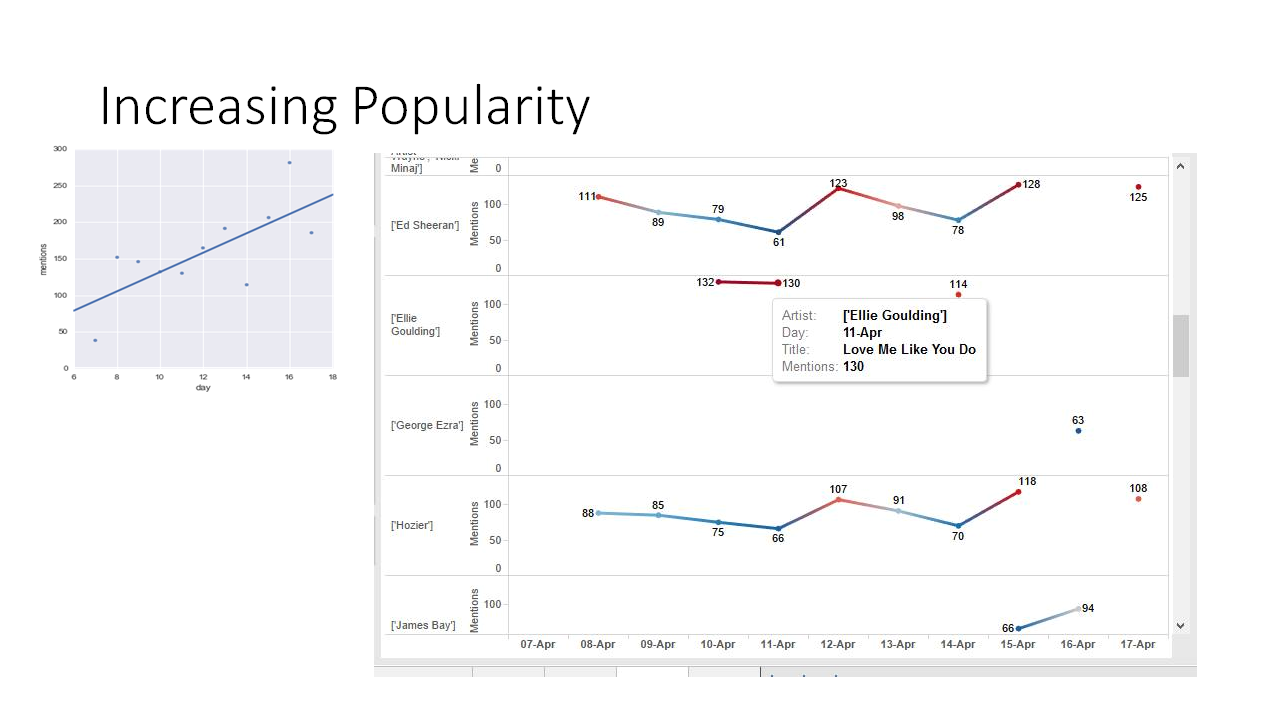 Increasing Popularity
300
250
200
150
100
50
0
mentions
6 8 10 12 14 16 18
day
Minaj']
0
['Ed Sheeran']
Mentions
100
50
0
111
89
79
61
123
98
78
128
125
['Ellie
Goulding']
Mentions
100
50
0
132
130
114
Artist: ['Ellie Goulding']
Day: 11-Apr
Title: Love Me Like You Do
Mentions: 130
['George Ezra']
Mentions
100
50
0
63
['Hozier']
Mentions
100
50
0
88
85
75
66
107
91
70
118
108
['James Bay']
Mentions
100
66
94
07-Apr 08-Apr 09-Apr 10-Apr 11-Apr 12-Apr 13-Apr 14-Apr 15-Apr 16-Apr 17-Apr